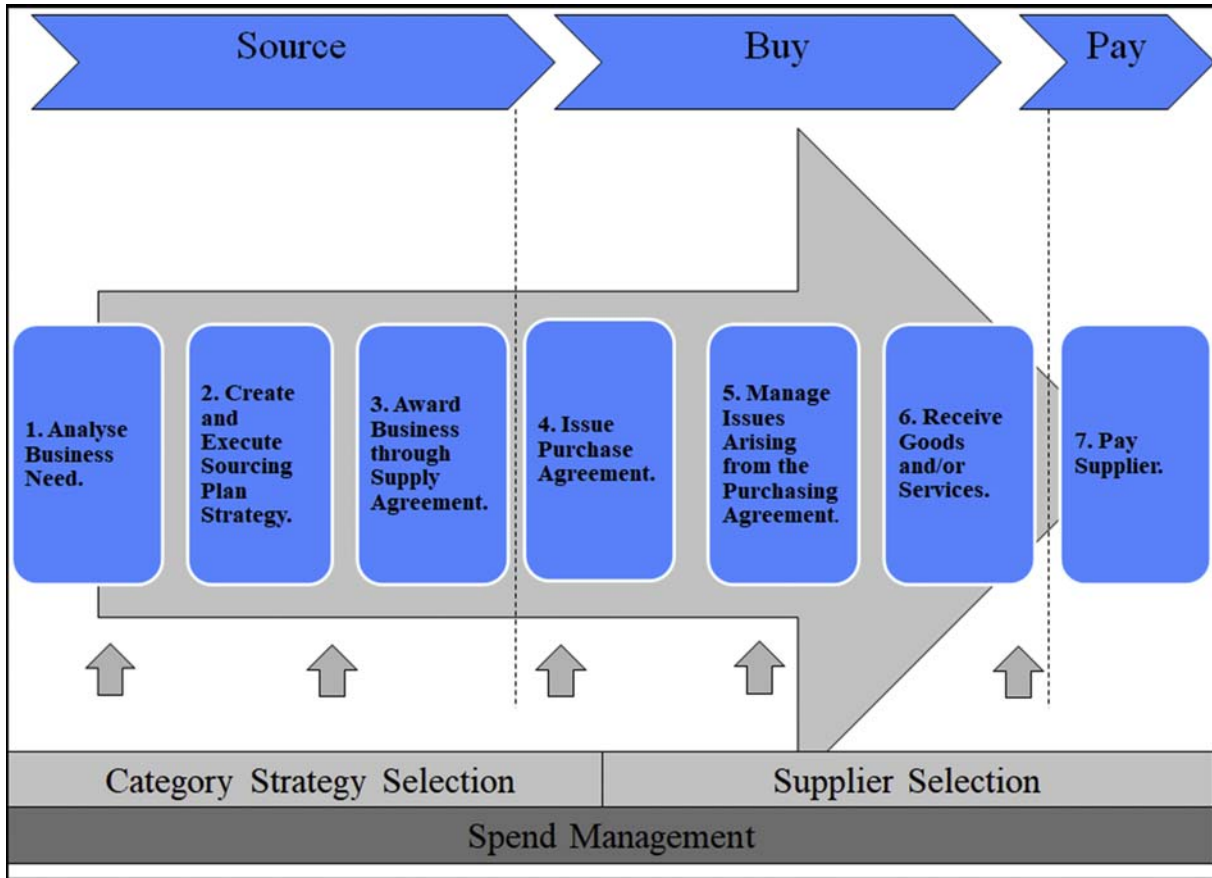 Source
Buy
Pay
1. Analyse
Business
Need.
2. Create
and
Execute
Sourcing
Plan
Strategy.
3. Award
Business
through
Supply
Agreement.
4. Issue
Purchase
Agreement.
5. Manage
Issues
Arising
from the
Purchasing
Agreement.
6. Receive
Goods
and/or
Services.
7. Pay
Supplier.
Category Strategy Selection
Supplier Selection
Spend Management